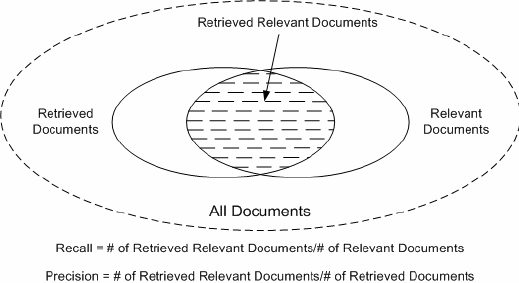 Retrieved Relevant Documents
Retrieved
Documents
Relevant
Documents
All Documents
Recall = # of Retrieved Relevant Documents/# of Relevant Documents
Precision = # of Retrieved Relevant Documents/# of Retrieved Documents